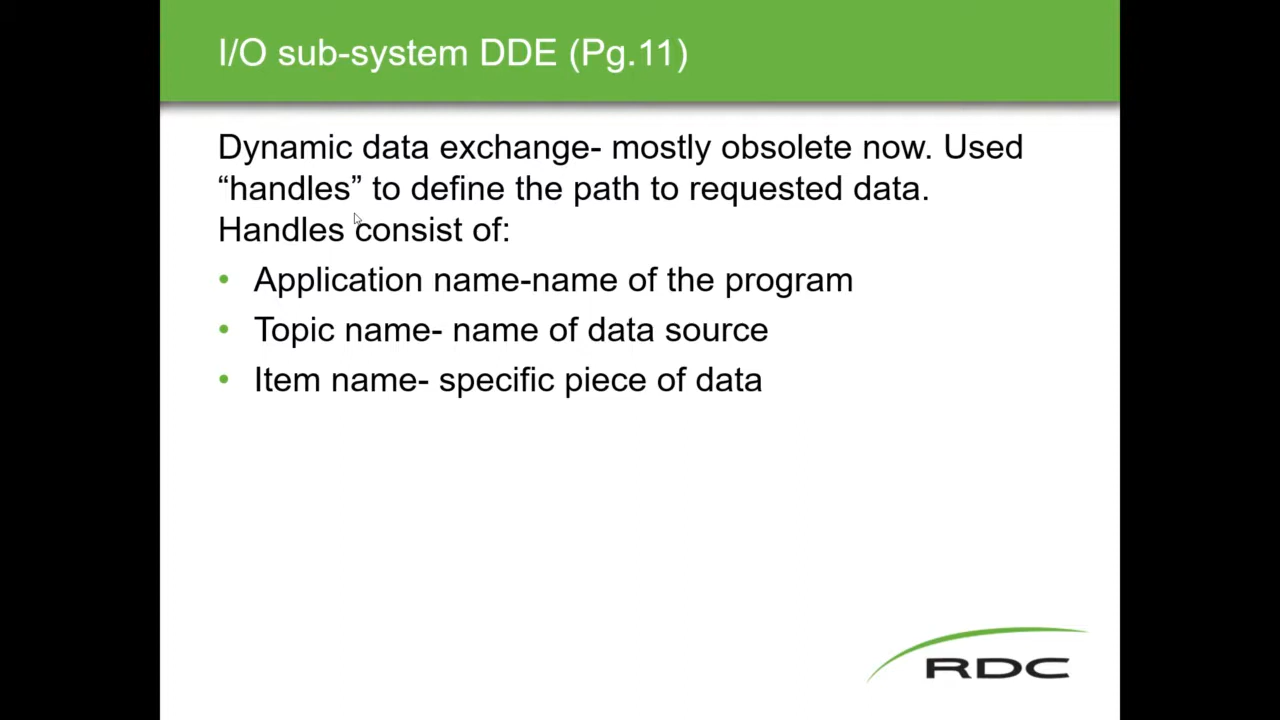 I/O sub-system DDE (Pg.11)
Dynamic data exchange- mostly obsolete now. Used
“handles” to define the path to requested data.
Handles consist of:
• Application name-name of the program
• Topic name- name of data source
• Item name- specific piece of data
RDC